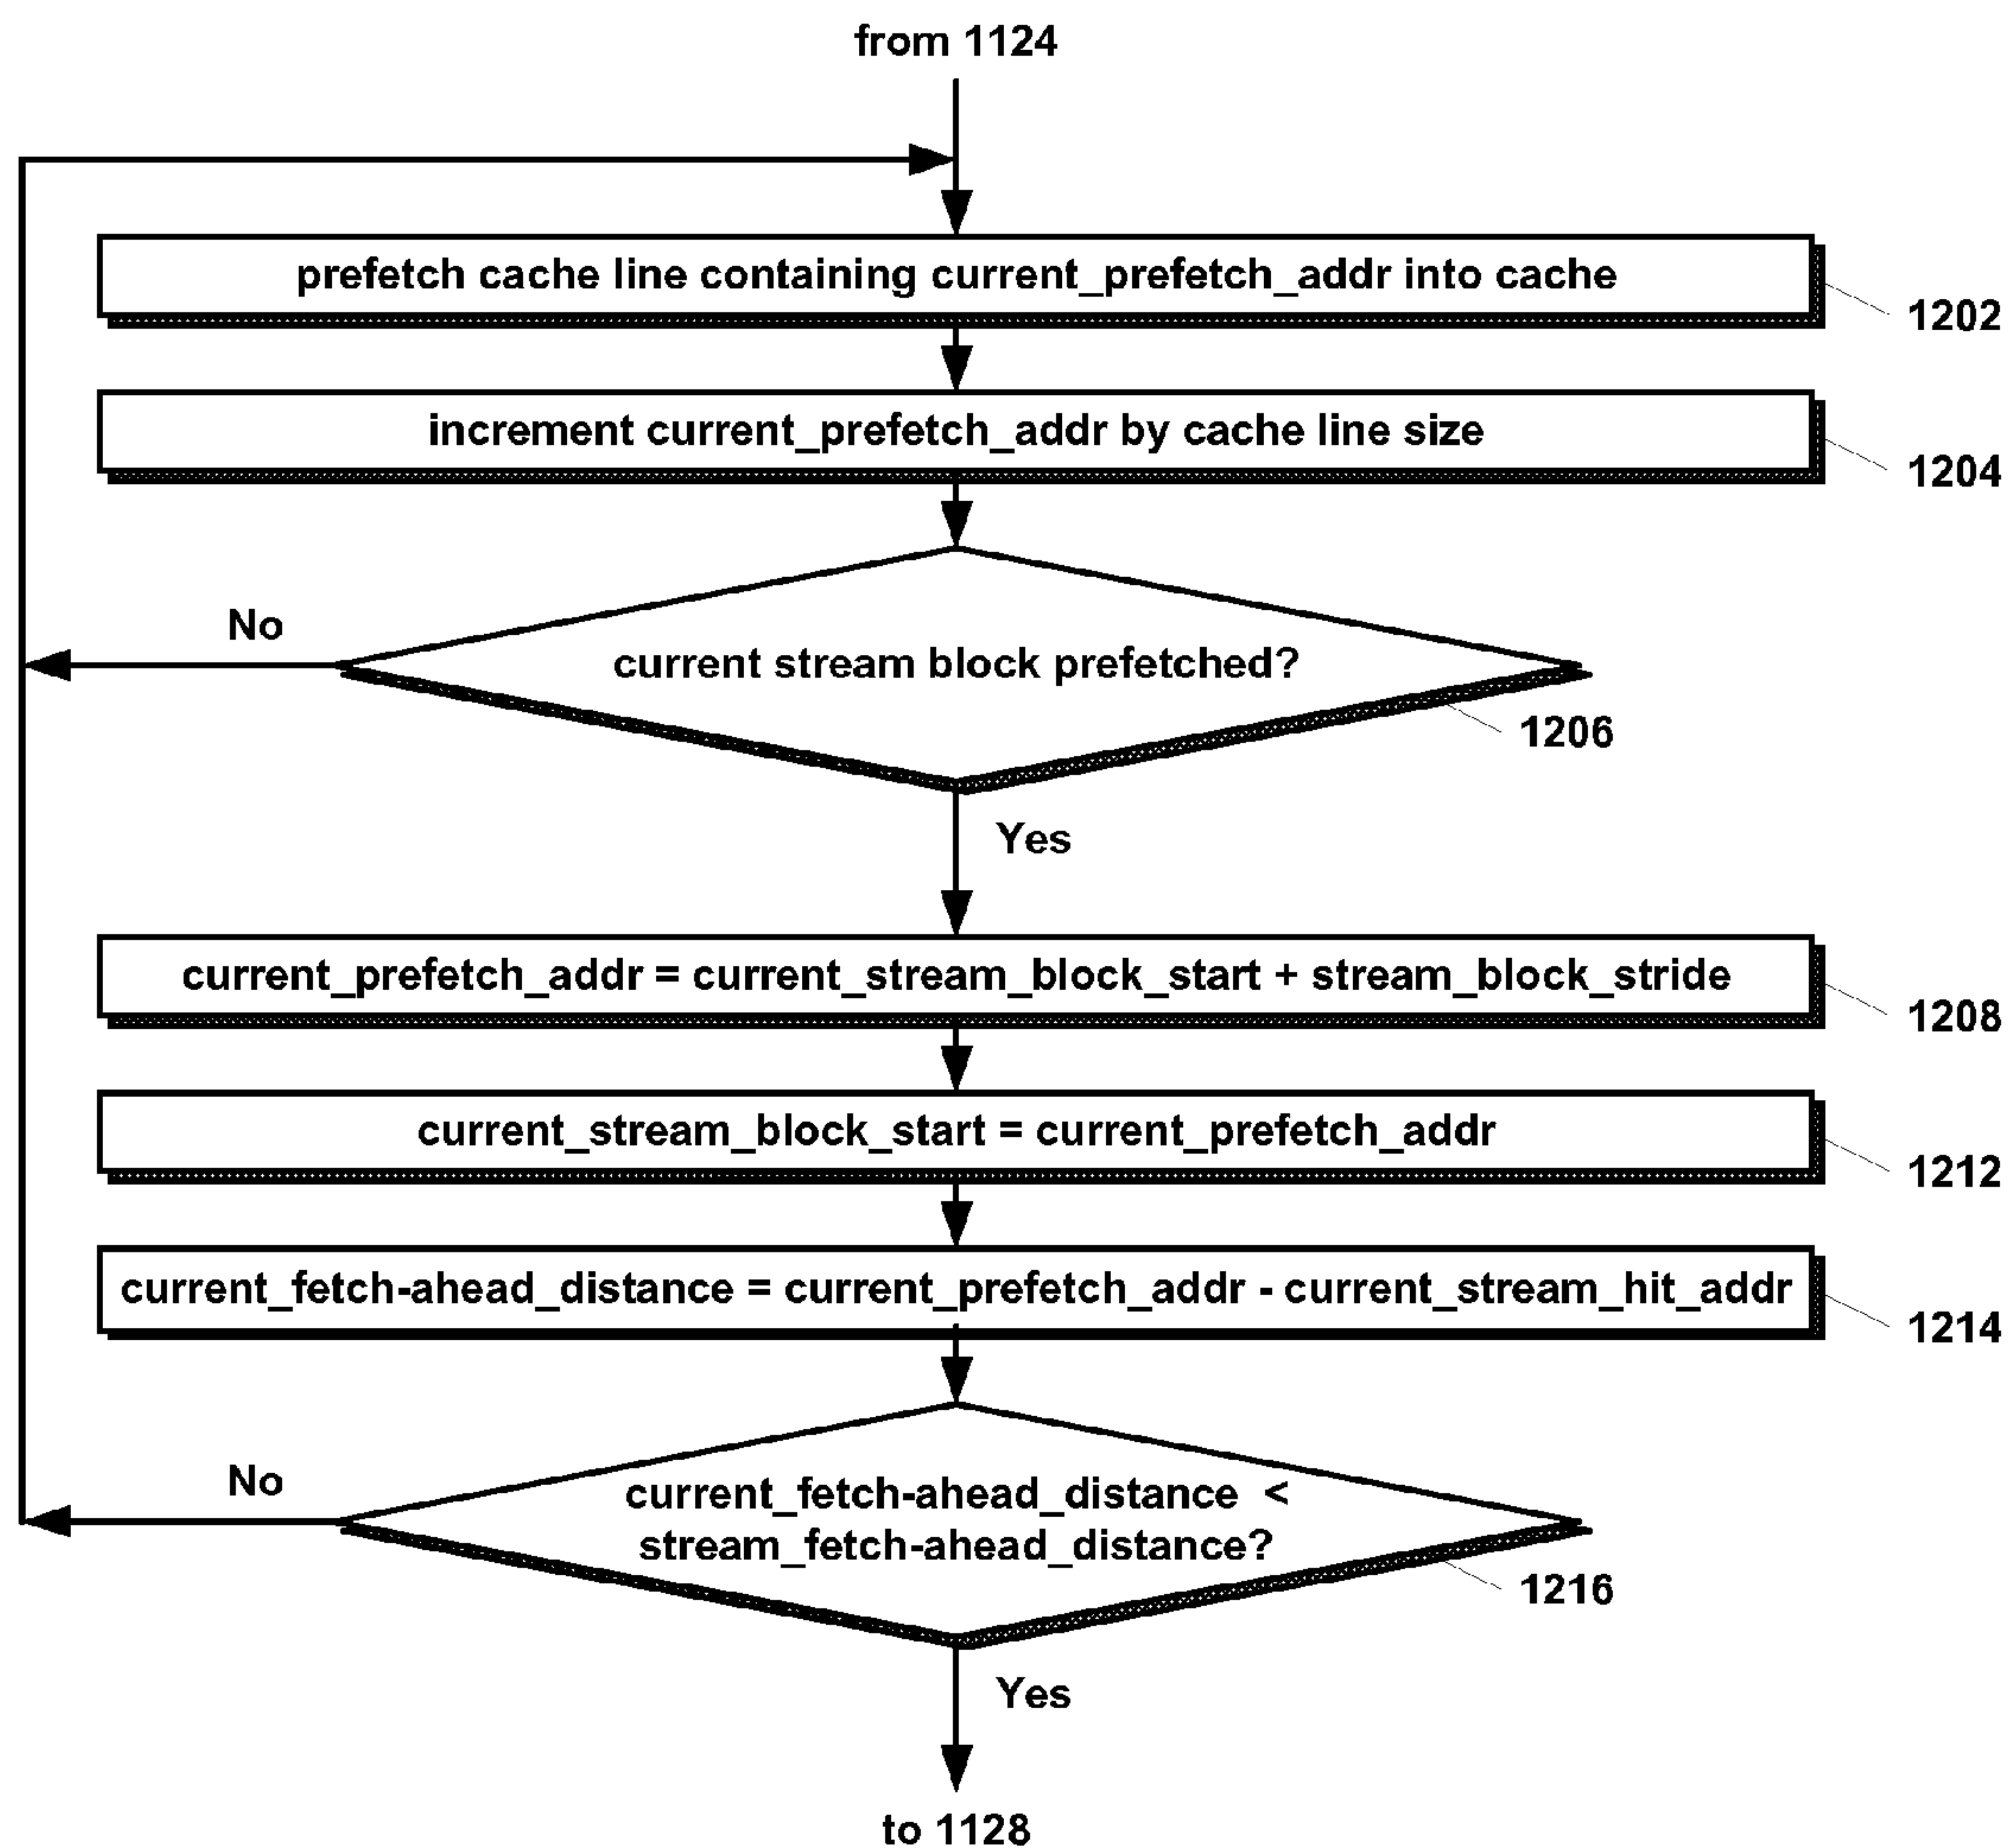 from 1124
prefetch cache line containing current_prefetch_addr into cache
1202
increment current_prefetch_addr by cache line size
1204
No
current stream block prefetched?
1206
Yes
current_prefetch_addr = current_stream_block_start + stream_block_stride
1208
current_stream_block_start = current_prefetch_addr
1212
current_fetch-ahead_distance = current_prefetch_addr - current_stream_hit_addr
1214
No
current_fetch-ahead_distance <
stream_fetch-ahead_distance?
1216
Yes
to 1128